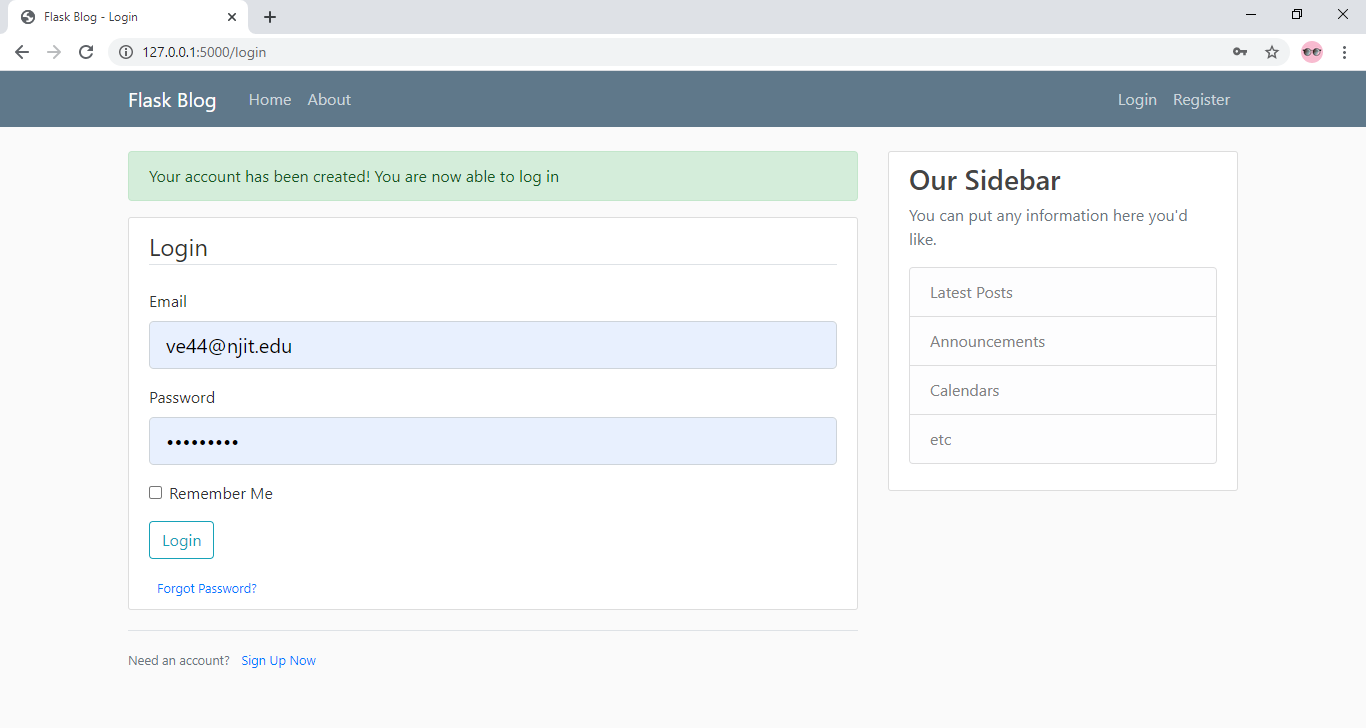 Flask Blog - Login
127.0.0.1:5000/login
Flask Blog Home About Login Register
Your account has been created! You are now able to log in
Login
Email
ve44@njit.edu
Password
•••••••••
Remember Me
Login
Forgot Password?
Need an account? Sign Up Now
Our Sidebar
You can put any information here you'd
like.
Latest Posts
Announcements
Calendars
etc